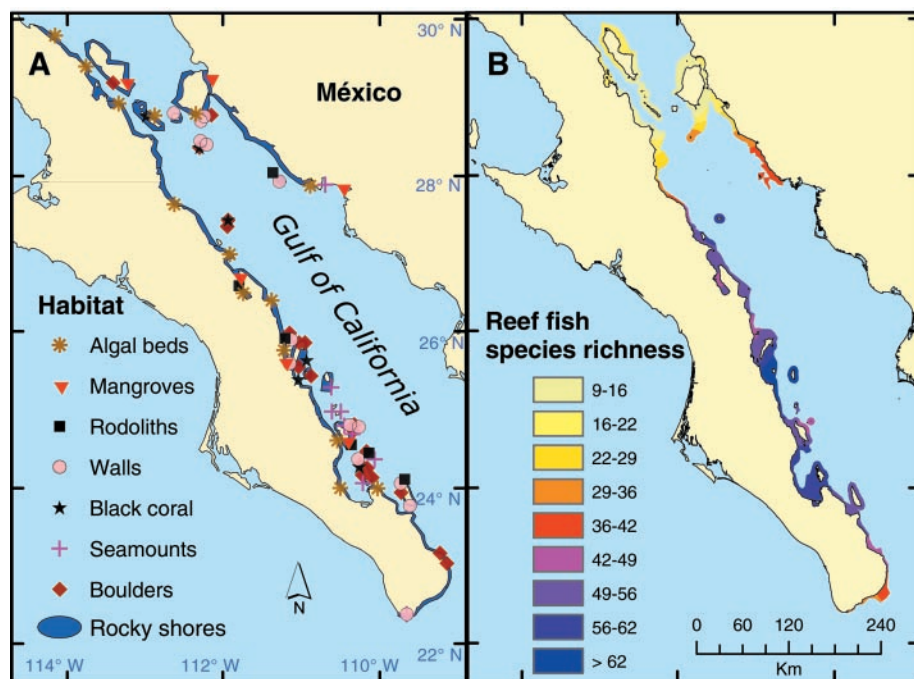 A
30° N
México
28° N
Gulf of California
26° N
24° N
22° N
114° W
112° W
110° W
N
Habitat
Algal beds
Mangroves
Rodoliths
Walls
Black coral
Seamounts
Boulders
Rocky shores
B
Reef fish
species richness
9-16
16-22
22-29
29-36
36-42
42-49
49-56
56-62
> 62
0 60 120 240
Km